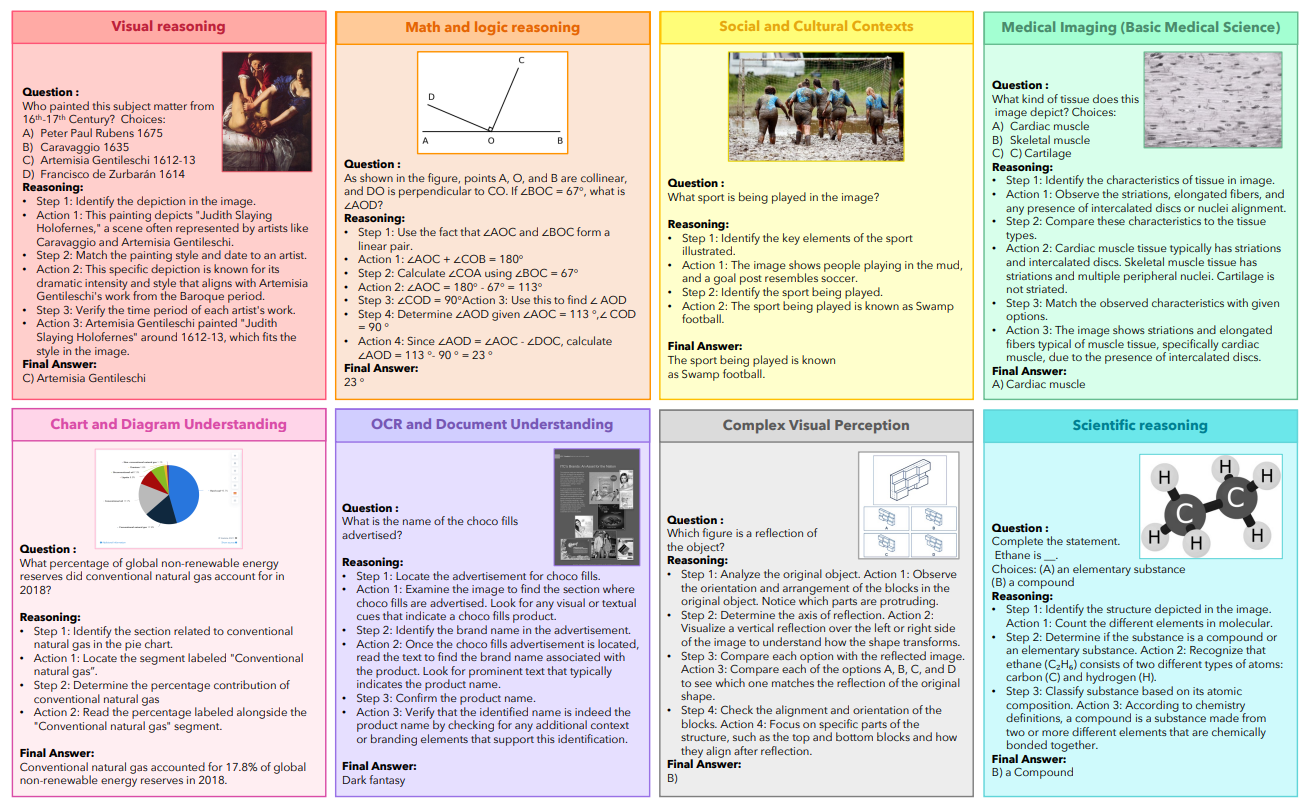 Visual reasoning
Question :
Who painted this subject matter from
16th-17th Century? Choices:
A) Peter Paul Rubens 1675
B) Caravaggio 1635
C) Artemisia Gentileschi 1612-13
D) Francisco de Zurbarán 1614
Reasoning:
• Step 1: Identify the depiction in the image.
• Action 1: This painting depicts "Judith Slaying
Holofernes," a scene often represented by artists like
Caravaggio and Artemisia Gentileschi.
• Step 2: Match the painting style and date to an artist.
• Action 2: This specific depiction is known for its
dramatic intensity and style that aligns with Artemisia
Gentileschi's work from the Baroque period.
• Step 3: Verify the time period of each artist's work.
• Action 3: Artemisia Gentileschi painted "Judith
Slaying Holofernes" around 1612-13, which fits the
style in the image.
Final Answer:
C) Artemisia Gentileschi
Math and logic reasoning
C
D
A
O
B
Question :
As shown in the figure, points A, O, and B are collinear,
and DO is perpendicular to CO. If ∠BOC = 67°, what is
∠AOD?
Reasoning:
• Step 1: Use the fact that ∠AOC and ∠BOC form a
linear pair.
• Action 1: ∠AOC + ∠COB = 180°
• Step 2: Calculate ∠COA using ∠BOC = 67°
• Action 2: ∠AOC = 180° - 67° = 113°
• Step 3: ∠COD = 90°Action 3: Use this to find ∠ AOD
• Step 4: Determine ∠AOD given ∠AOC = 113 °,∠ COD
= 90 °
• Action 4: Since ∠AOD = ∠AOC - ∠DOC, calculate
∠AOD = 113 °- 90 ° = 23 °
Final Answer:
23 °
Social and Cultural Contexts
Question :
What sport is being played in the image?
Reasoning:
• Step 1: Identify the key elements of the sport
illustrated.
• Action 1: The image shows people playing in the mud,
and a goal post resembles soccer.
• Step 2: Identify the sport being played.
• Action 2: The sport being played is known as Swamp
football.
Final Answer:
The sport being played is known
as Swamp football.
Medical Imaging (Basic Medical Science)
Question :
What kind of tissue does this
image depict? Choices:
A) Cardiac muscle
B) Skeletal muscle
C) C) Cartilage
Reasoning:
• Step 1: Identify the characteristics of tissue in image.
• Action 1: Observe the striations, elongated fibers, and
any presence of intercalated discs or nuclei alignment.
• Step 2: Compare these characteristics to the tissue
types.
• Action 2: Cardiac muscle tissue typically has striations
and intercalated discs. Skeletal muscle tissue has
striations and multiple peripheral nuclei. Cartilage is
not striated.
• Step 3: Match the observed characteristics with given
options.
• Action 3: The image shows striations and elongated
fibers typical of muscle tissue, specifically cardiac
muscle, due to the presence of intercalated discs.
Final Answer:
A) Cardiac muscle
Chart and Diagram Understanding
Question :
What percentage of global non-renewable energy
reserves did conventional natural gas account for in
2018?
Reasoning:
• Step 1: Identify the section related to conventional
natural gas in the pie chart.
• Action 1: Locate the segment labeled "Conventional
natural gas".
• Step 2: Determine the percentage contribution of
conventional natural gas
• Action 2: Read the percentage labeled alongside the
"Conventional natural gas" segment.
Final Answer:
Conventional natural gas accounted for 17.8% of global
non-renewable energy reserves in 2018.
OCR and Document Understanding
Question :
What is the name of the choco fills
advertised?
Reasoning:
• Step 1: Locate the advertisement for choco fills.
• Action 1: Examine the image to find the section where
choco fills are advertised. Look for any visual or textual
cues that indicate a choco fills product.
• Step 2: Identify the brand name in the advertisement.
• Action 2: Once the choco fills advertisement is located,
read the text to find the brand name associated with
the product. Look for prominent text that typically
indicates the product name.
• Step 3: Confirm the product name.
• Action 3: Verify that the identified name is indeed the
product name by checking for any additional context
or branding elements that support this identification.
Final Answer:
Dark fantasy
Complex Visual Perception
A
B
C
D
Question :
Which figure is a reflection of
the object?
Reasoning:
• Step 1: Analyze the original object. Action 1: Observe
the orientation and arrangement of the blocks in the
original object. Notice which parts are protruding.
• Step 2: Determine the axis of reflection. Action 2:
Visualize a vertical reflection over the left or right side
of the image to understand how the shape transforms.
• Step 3: Compare each option with the reflected image.
Action 3: Compare each of the options A, B, C, and D
to see which one matches the reflection of the original
shape.
• Step 4: Check the alignment and orientation of the
blocks. Action 4: Focus on specific parts of the
structure, such as the top and bottom blocks and how
they align after reflection.
Final Answer:
B)
Scientific reasoning
H
H
H
C
C
H
H
H
Question :
Complete the statement.
Ethane is __.
Choices: (A) an elementary substance
(B) a compound
Reasoning:
• Step 1: Identify the structure depicted in the image.
Action 1: Count the different elements in molecular.
• Step 2: Determine if the substance is a compound or
an elementary substance. Action 2: Recognize that
ethane (C₂H₆) consists of two different types of atoms:
carbon (C) and hydrogen (H).
• Step 3: Classify substance based on its atomic
composition. Action 3: According to chemistry
definitions, a compound is a substance made from
two or more different elements that are chemically
bonded together.
Final Answer:
B) a Compound